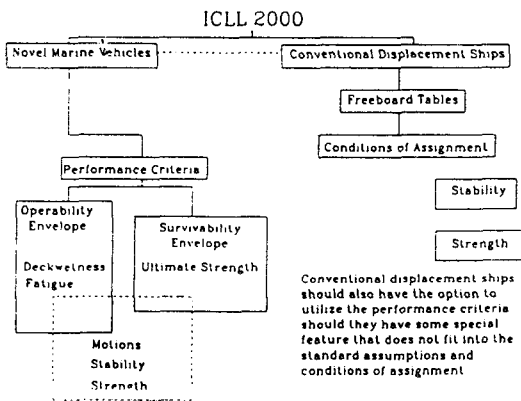 ICLL 2000
Novel Marine Vehicles
Conventional Displacement Ships
Freeboard Tables
Conditions of Assignment
Performance Criteria
Stability
Strength
Operability
Envelope
Deckwetness
Fatigue
Survivability
Envelope
Ultimate Strength
Motions
Stability
Strength
Conventional displacement ships
should also have the option to
utilize the performance criteria
should they have some special
feature that does not fit into the
standard assumptions and
conditions of assignment